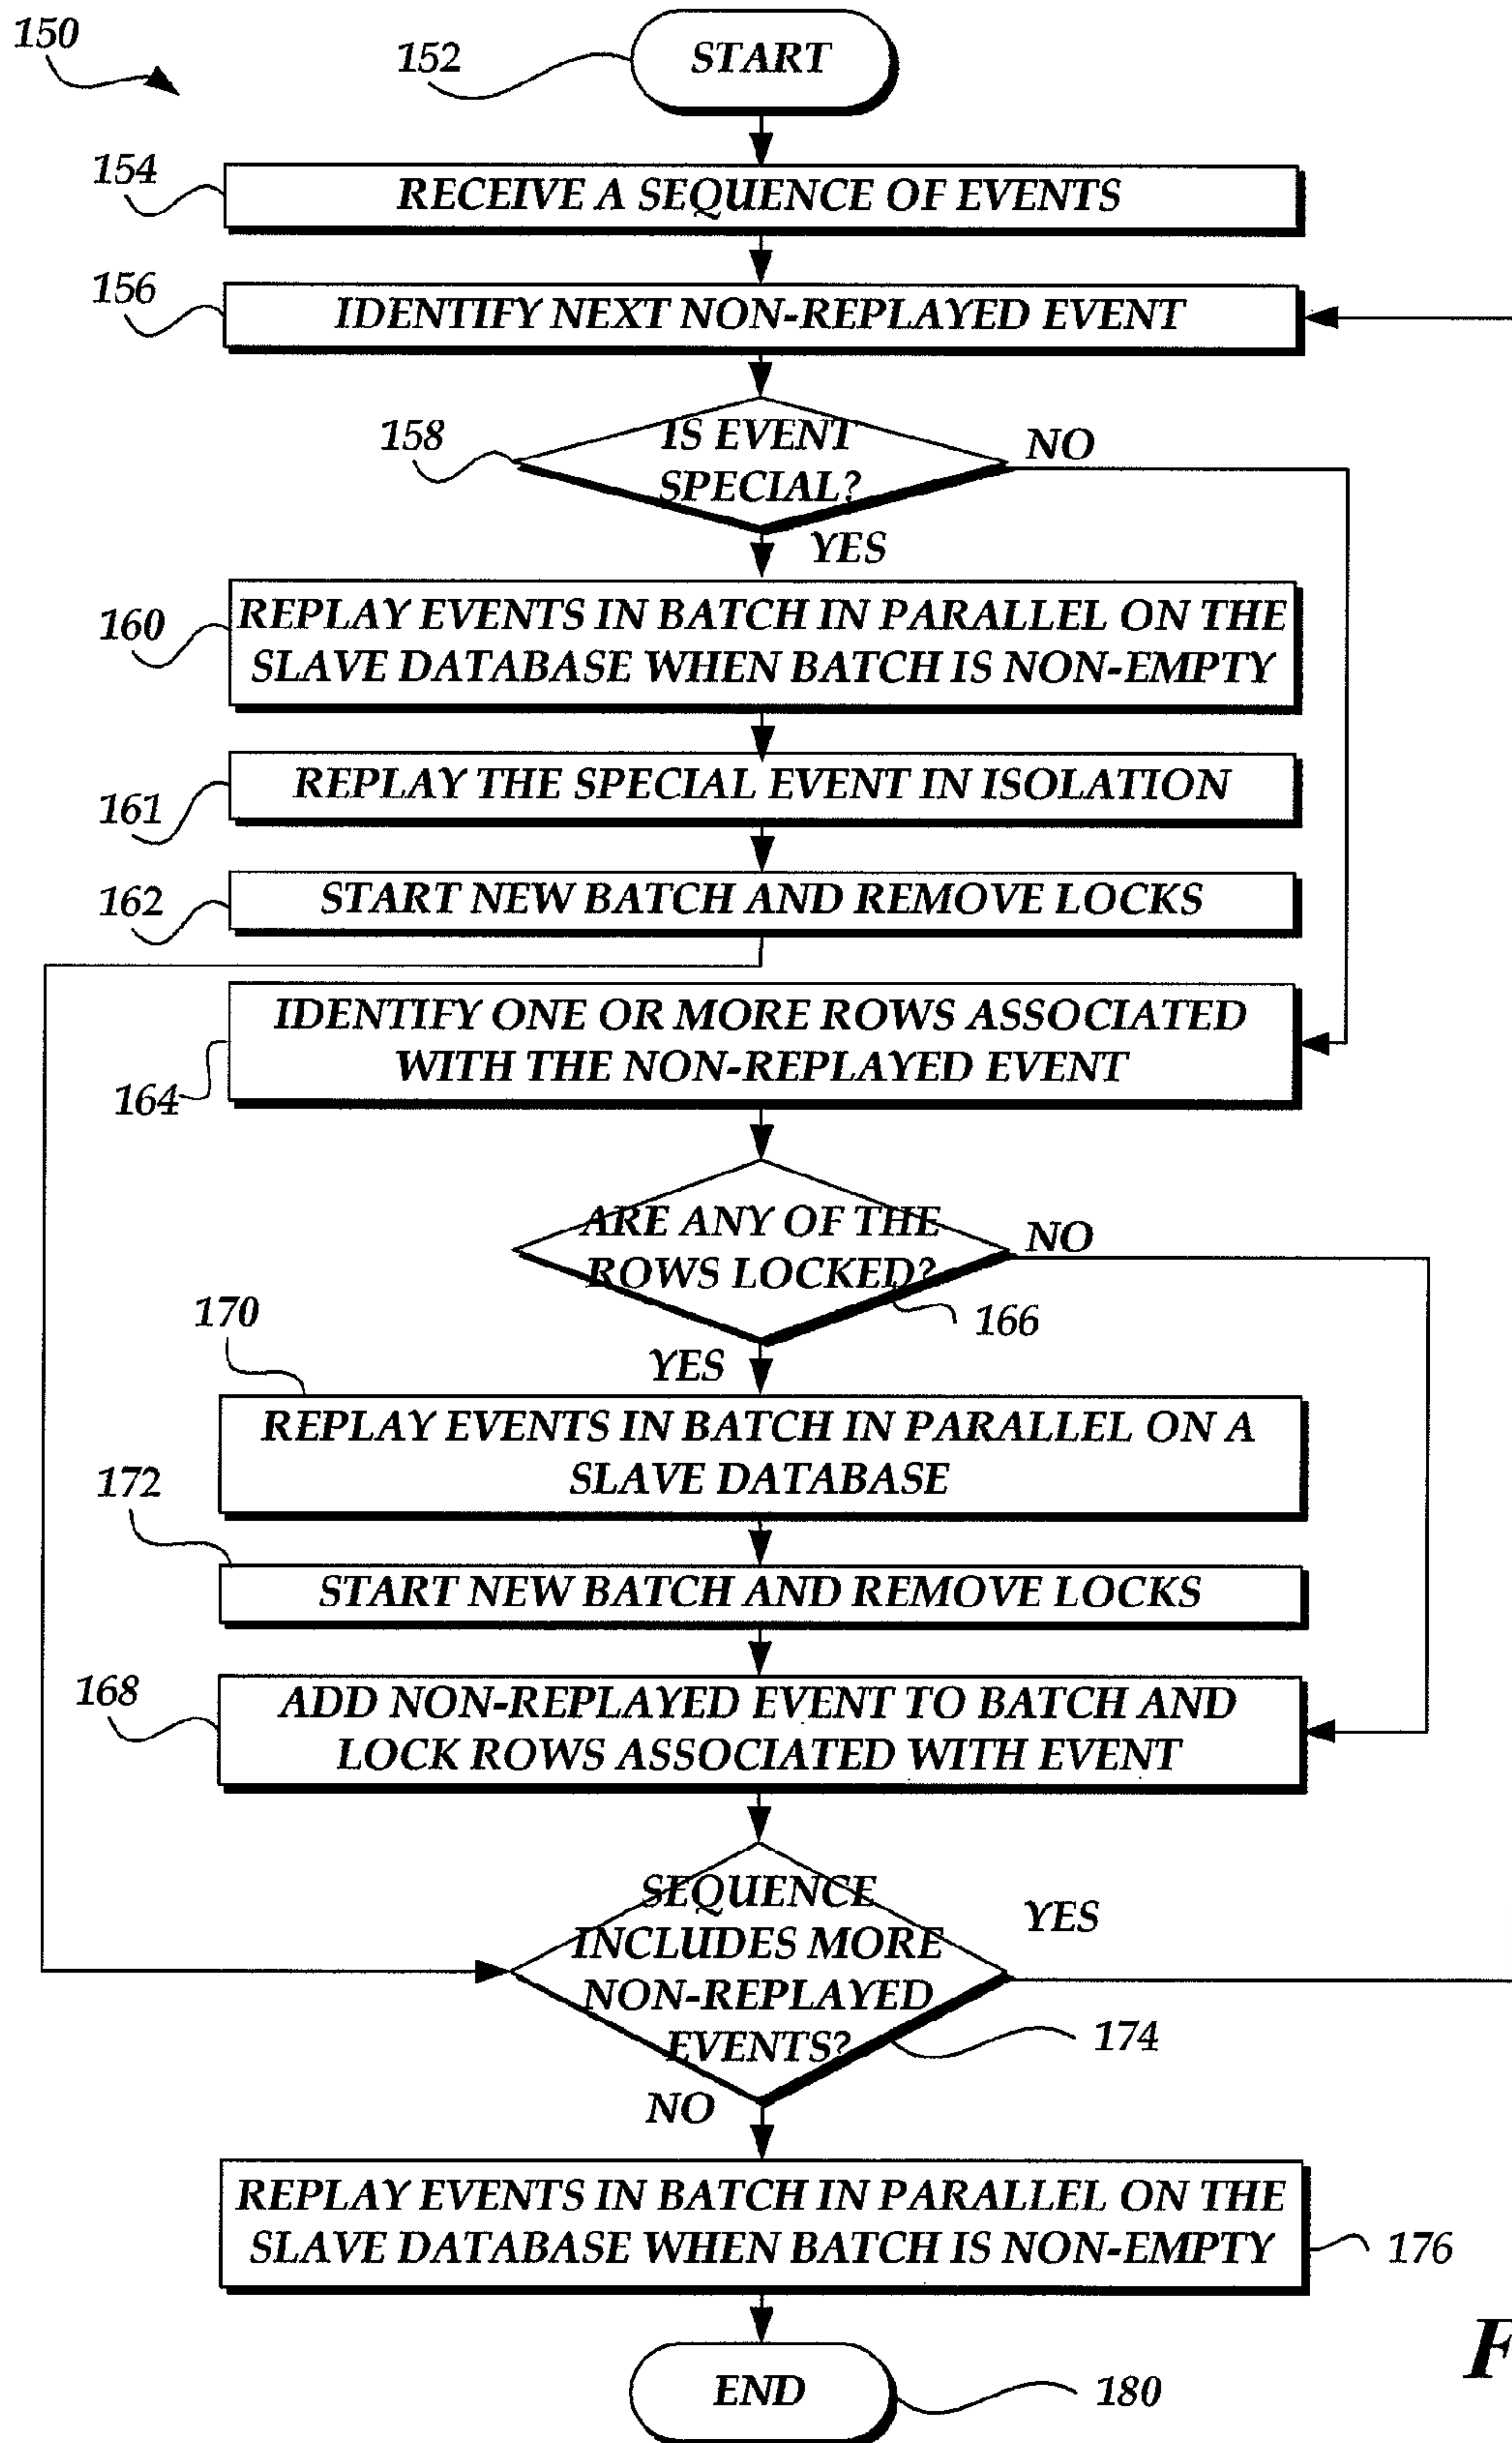 150
152
START
154
RECEIVE A SEQUENCE OF EVENTS
156
IDENTIFY NEXT NON-REPLAYED EVENT
158
IS EVENT
SPECIAL?
NO
YES
160
REPLAY EVENTS IN BATCH IN PARALLEL ON THE
SLAVE DATABASE WHEN BATCH IS NON-EMPTY
161
REPLAY THE SPECIAL EVENT IN ISOLATION
162
START NEW BATCH AND REMOVE LOCKS
164
IDENTIFY ONE OR MORE ROWS ASSOCIATED
WITH THE NON-REPLAYED EVENT
ARE ANY OF THE
ROWS LOCKED?
NO
166
YES
170
REPLAY EVENTS IN BATCH IN PARALLEL ON A
SLAVE DATABASE
172
START NEW BATCH AND REMOVE LOCKS
168
ADD NON-REPLAYED EVENT TO BATCH AND
LOCK ROWS ASSOCIATED WITH EVENT
SEQUENCE
INCLUDES MORE
NON-REPLAYED
EVENTS?
YES
174
NO
REPLAY EVENTS IN BATCH IN PARALLEL ON THE
SLAVE DATABASE WHEN BATCH IS NON-EMPTY
176
END
180
F